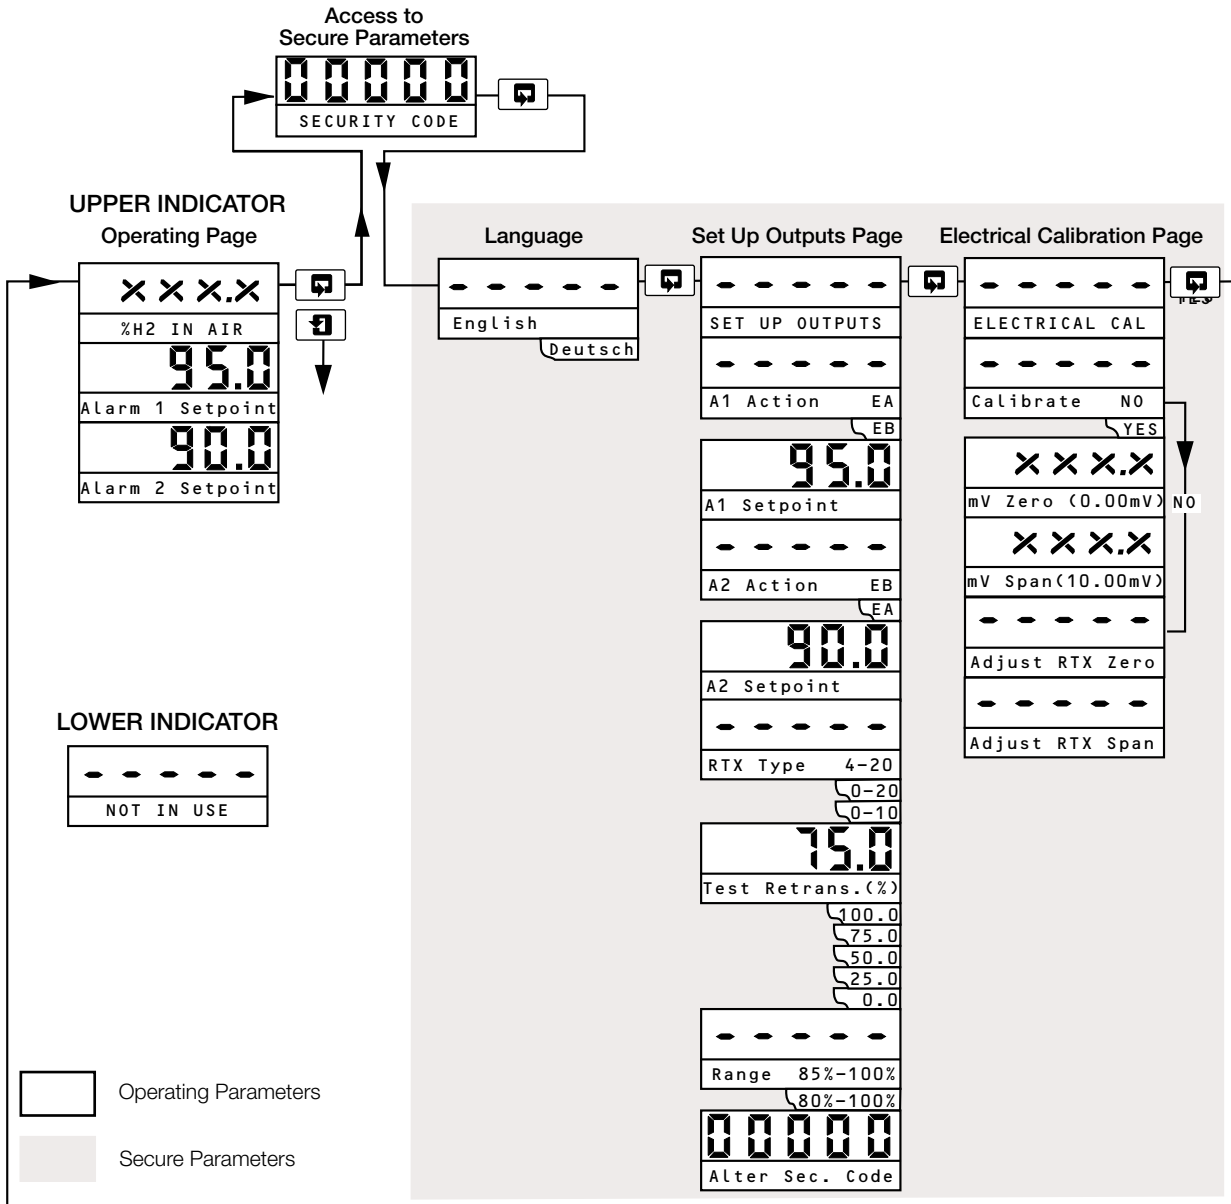 Access to
Secure Parameters
00000
SECURITY CODE
UPPER INDICATOR
Operating Page
×××.×
%H2 IN AIR
95.0
Alarm 1 Setpoint
90.0
Alarm 2 Setpoint
LOWER INDICATOR
-----
NOT IN USE
Language
-----
English
Deutsch
Set Up Outputs Page
-----
SET UP OUTPUTS
-----
A1 Action EA
EB
95.0
A1 Setpoint
-----
A2 Action EB
EA
90.0
A2 Setpoint
-----
RTX Type 4-20
0-20
0-10
75.0
Test Retrans.(%)
100.0
75.0
50.0
25.0
0.0
-----
Range 85%-100%
80%-100%
00000
Alter Sec. Code
Electrical Calibration Page
-----
ELECTRICAL CAL
-----
Calibrate NO
YES
×××.×
mV Zero (0.00mV)
NO
×××.×
mV Span(10.00mV)
-----
Adjust RTX Zero
-----
Adjust RTX Span
Operating Parameters
Secure Parameters